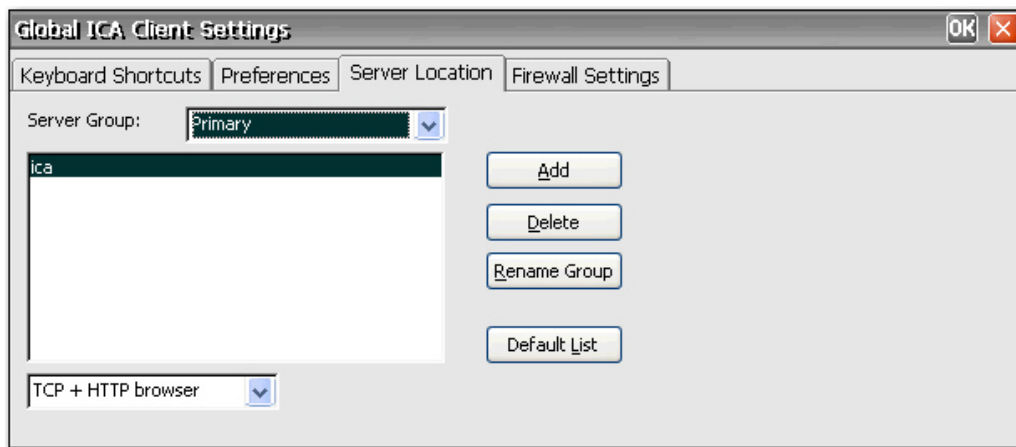 Global ICA Client Settings OK
Keyboard Shortcuts Preferences Server Location Firewall Settings
Server Group: Primary
ica
Add
Delete
Rename Group
Default List
TCP + HTTP browser